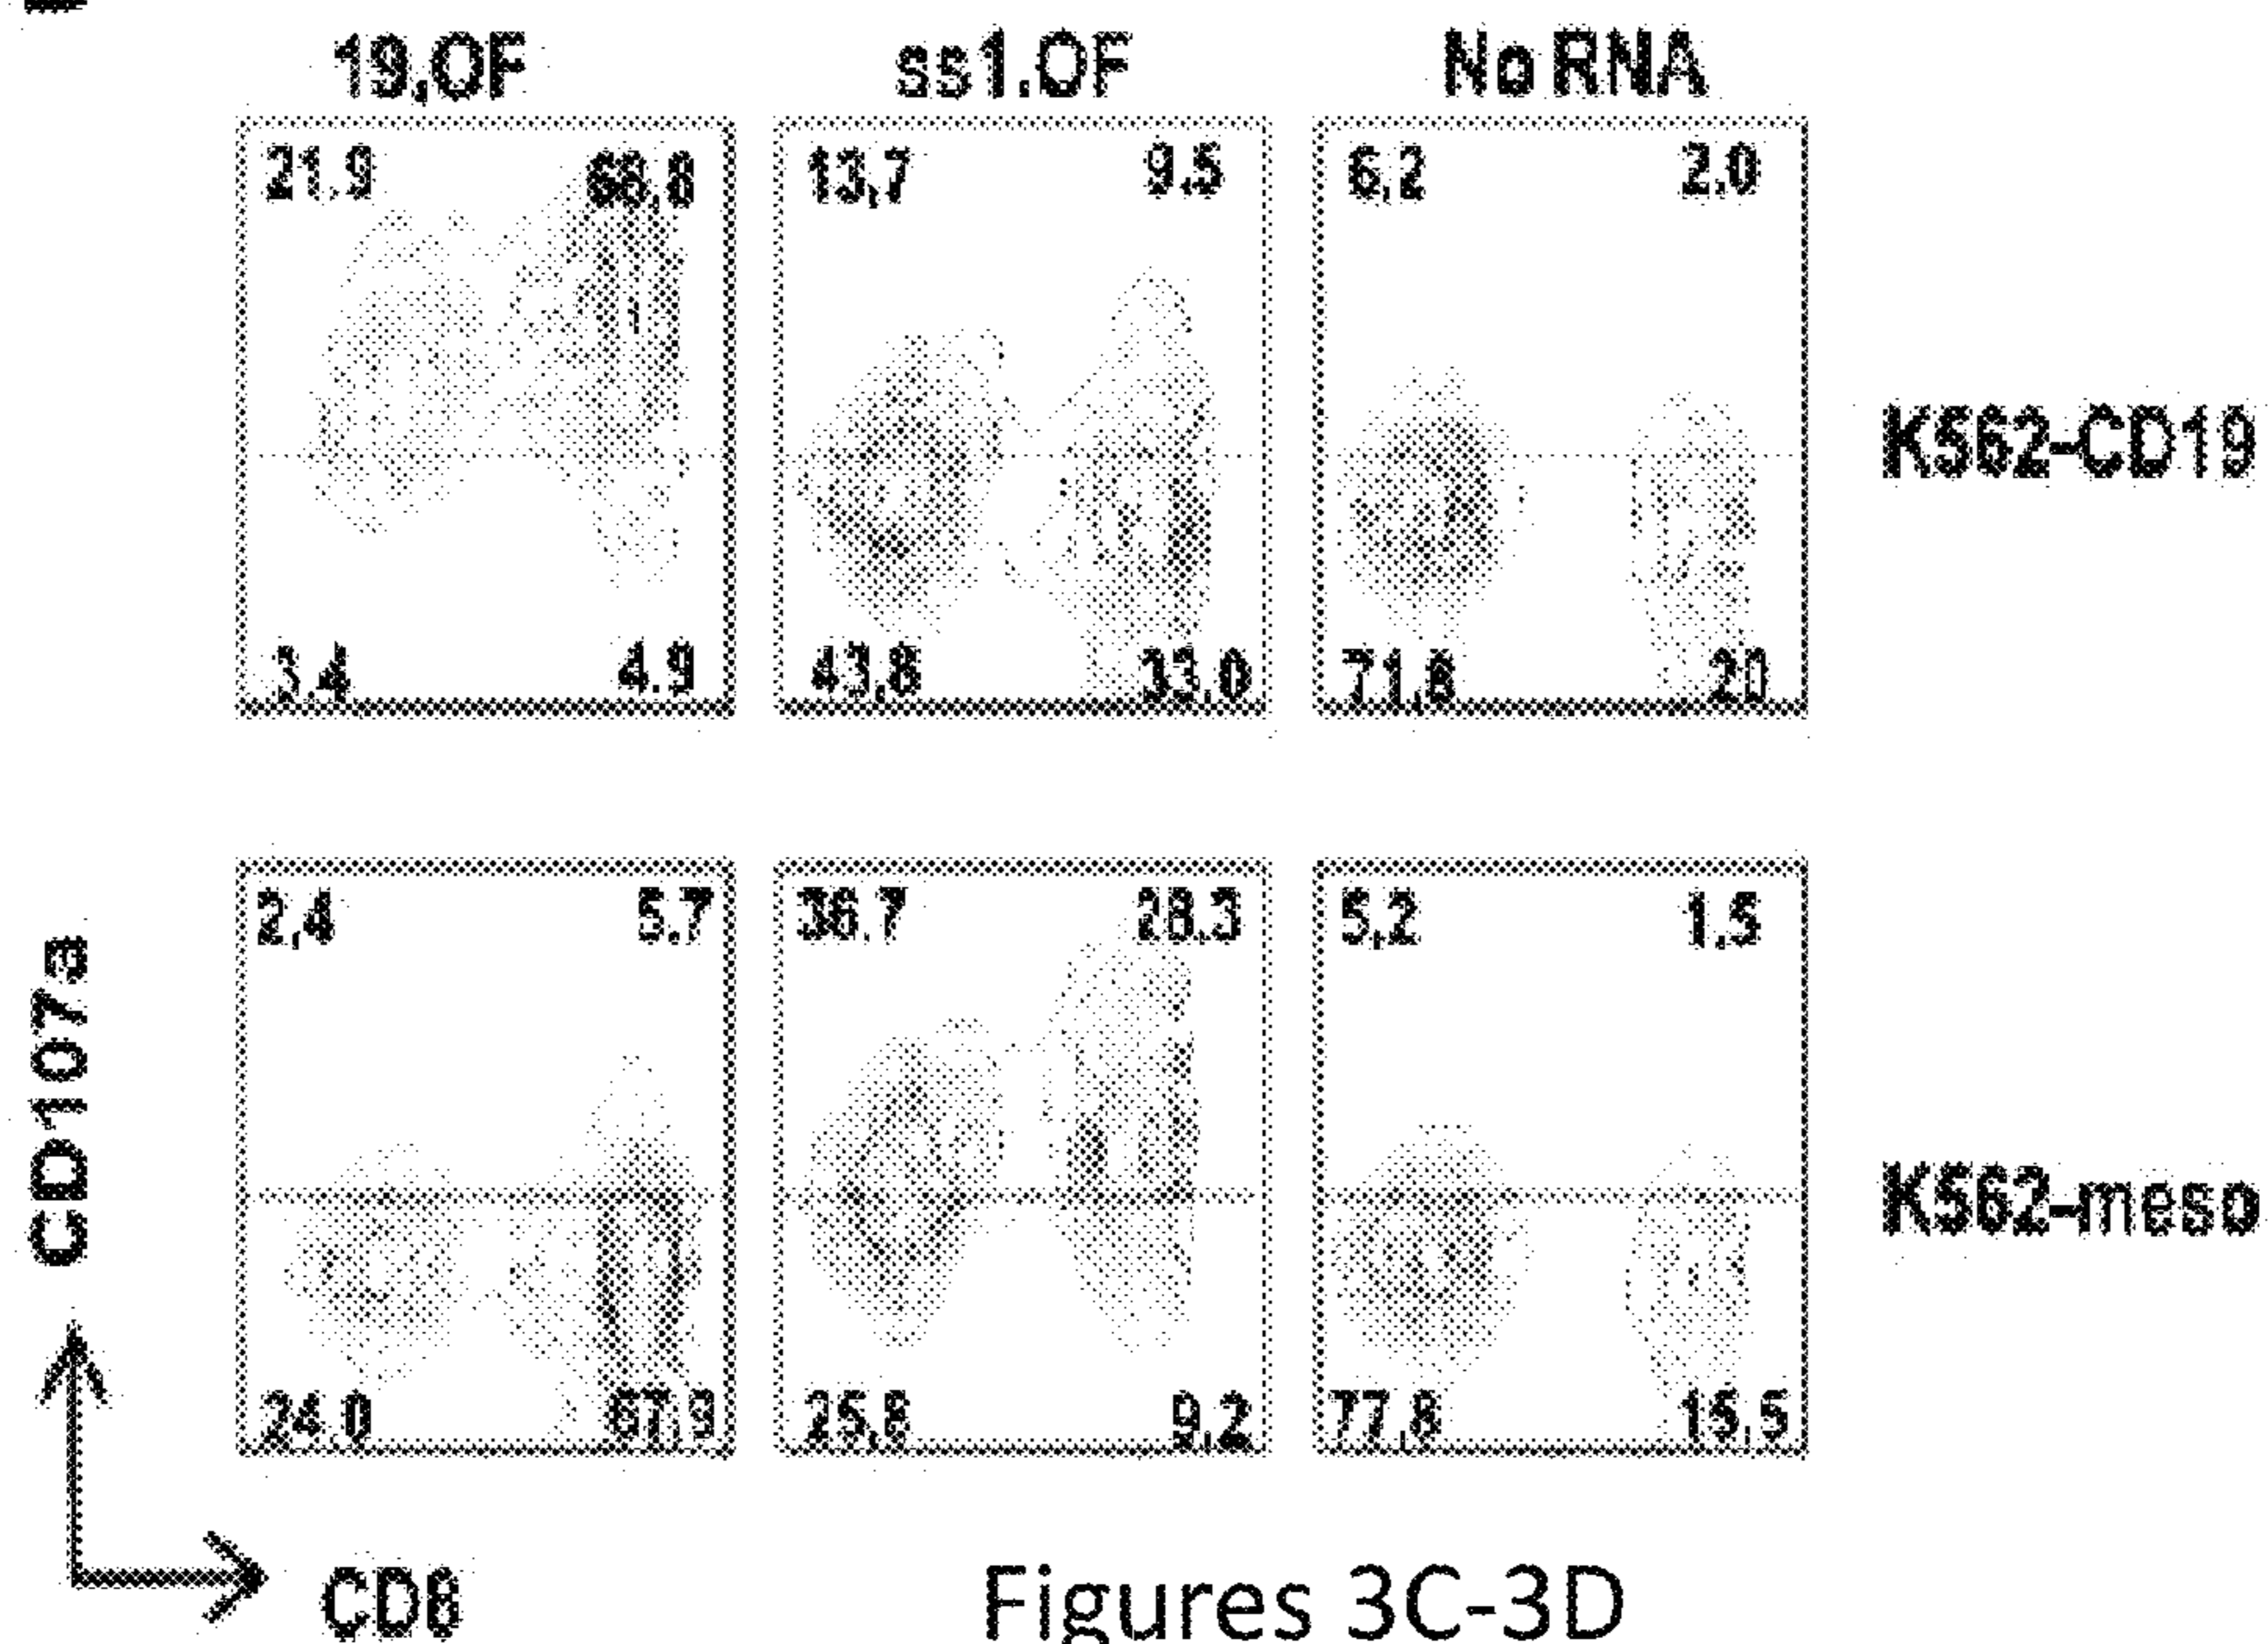 19.OF ss1.OF No RNA
21.9 69.8 13.7 9.5 6.2 2.0
K562-CD19
3.4 4.9 43.8 33.0 71.8 20
2.4 5.7 36.7 28.3 5.2 1.5
CD107a
K562-meso
24.0 67.9 25.8 9.2 77.8 15.5
CD8
Figures 3C-3D